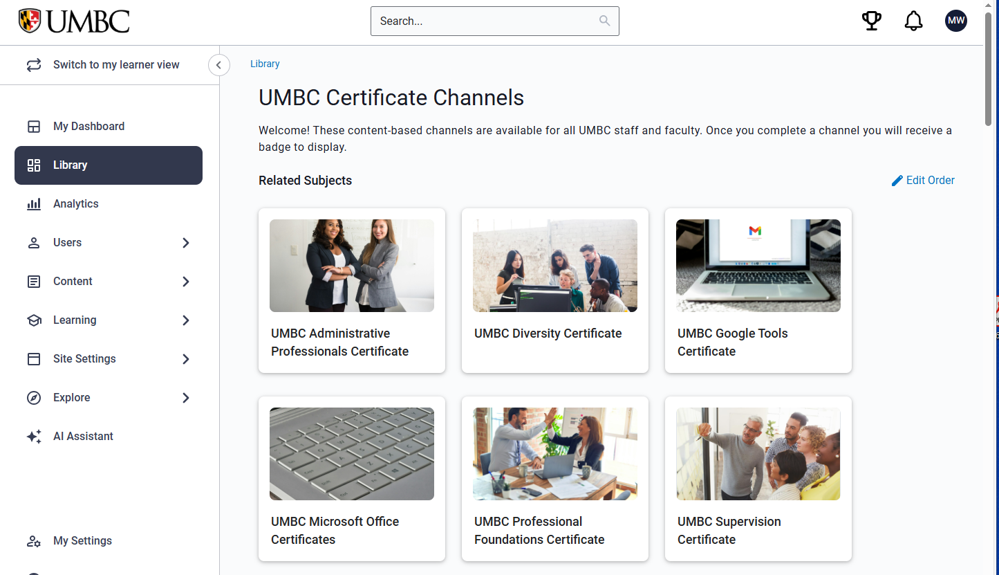 UMBC
Search...
MW
Switch to my learner view
Library
UMBC Certificate Channels
Welcome! These content-based channels are available for all UMBC staff and faculty. Once you complete a channel you will receive a
badge to display.
My Dashboard
Library
Analytics
Users
Content
Learning
Site Settings
Explore
AI Assistant
My Settings
Related Subjects
Edit Order
UMBC Administrative
Professionals Certificate
UMBC Diversity Certificate
UMBC Google Tools
Certificate
UMBC Microsoft Office
Certificates
UMBC Professional
Foundations Certificate
UMBC Supervision
Certificate